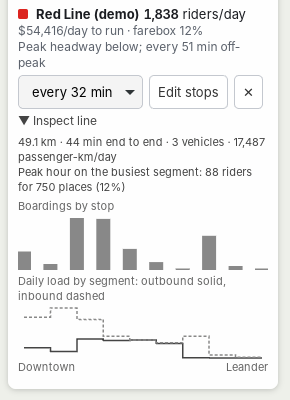 Red Line (demo) 1,838 riders/day
$54,416/day to run · farebox 12%
Peak headway below; every 51 min off-
peak
every 32 min
Edit stops
×
▼ Inspect line
49.1 km · 44 min end to end · 3 vehicles · 17,487
passenger-km/day
Peak hour on the busiest segment: 88 riders
for 750 places (12%)
Boardings by stop
Daily load by segment: outbound solid,
inbound dashed
Downtown
Leander